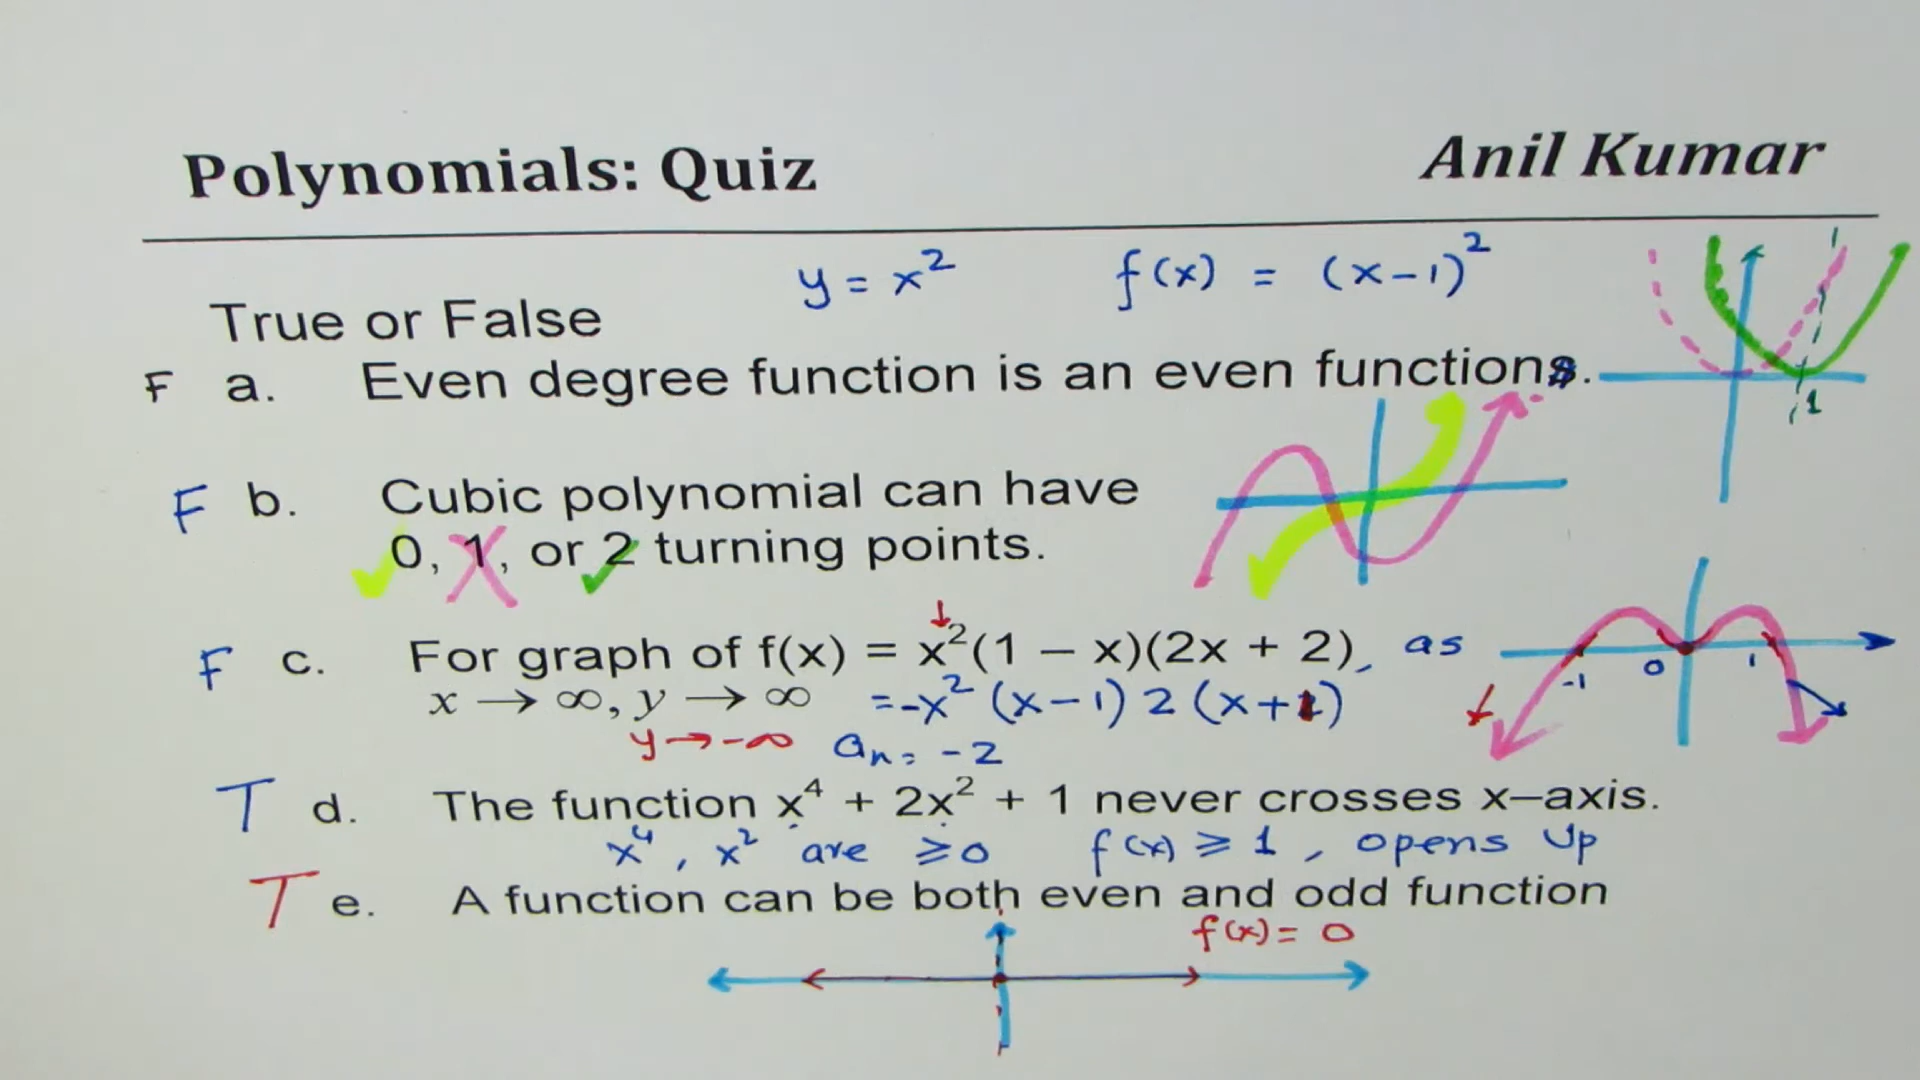 Polynomials: Quiz Anil Kumar
y = x² f(x) = (x-1)²
True or False
F a. Even degree function is an even functions.
1
F b. Cubic polynomial can have
0, 1, or 2 turning points.
F c. For graph of f(x) = x²(1 – x)(2x + 2), as
x → ∞, y → ∞ =-x² (x-1) 2 (x+1) -1 0 1
y → -∞ aₙ = -2
T d. The function x⁴ + 2x² + 1 never crosses x–axis.
x⁴, x² are ≥0 f(x) ≥ 1, opens up
T e. A function can be both even and odd function
f(x) = 0